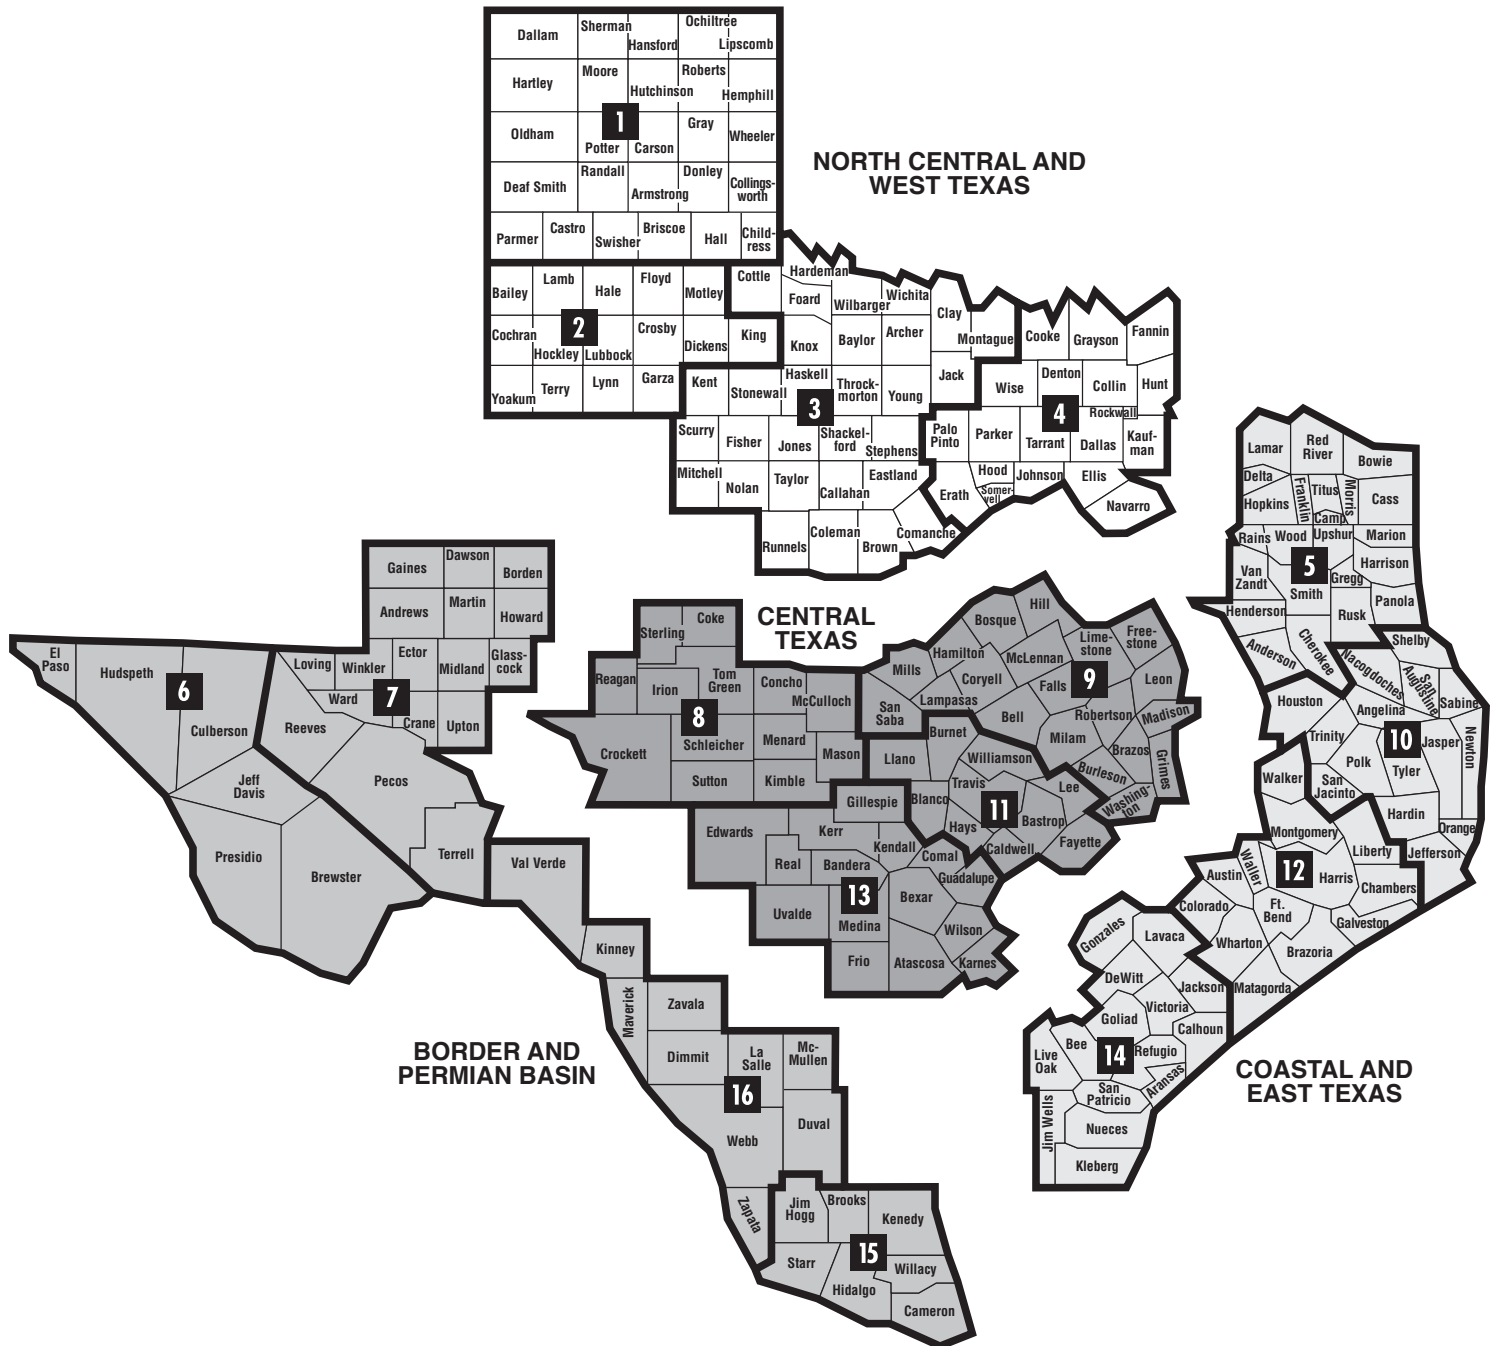 Dallam
Sherman
Hansford
Ochiltree
Lipscomb
Hartley
Moore
Hutchinson
Roberts
Hemphill
1
Oldham
Potter
Carson
Gray
Wheeler
Deaf Smith
Randall
Armstrong
Donley
Collings-
worth
Parmer
Castro
Swisher
Briscoe
Hall
Child-
ress
NORTH CENTRAL AND
WEST TEXAS
Bailey
Lamb
Hale
Floyd
Motley
2
Cochran
Hockley
Lubbock
Crosby
Dickens
King
Yoakum
Terry
Lynn
Garza
Cottle
Hardeman
Foard
Wilbarger
Wichita
Clay
Montague
Knox
Baylor
Archer
Jack
Kent
Stonewall
Haskell
Throck-
morton
Young
3
Scurry
Fisher
Jones
Shackel-
ford
Stephens
Mitchell
Nolan
Taylor
Callahan
Eastland
Runnels
Coleman
Brown
Comanche
Cooke
Grayson
Fannin
Wise
Denton
Collin
Hunt
4
Rockwall
Palo
Pinto
Parker
Tarrant
Dallas
Kauf-
man
Erath
Hood
Somer-
vell
Johnson
Ellis
Navarro
Lamar
Red
River
Bowie
Delta
Hopkins
Franklin
Titus
Morris
Cass
Camp
Rains
Wood
Upshur
Marion
5
Van
Zandt
Smith
Gregg
Harrison
Henderson
Rusk
Panola
Anderson
Cherokee
Gaines
Dawson
Borden
Andrews
Martin
Howard
Loving
Winkler
Ector
Midland
Glass-
cock
7
Ward
Crane
Upton
Reeves
Pecos
Terrell
El
Paso
Hudspeth
6
Culberson
Jeff
Davis
Presidio
Brewster
CENTRAL
TEXAS
Sterling
Coke
Reagan
Irion
Tom
Green
Concho
McCulloch
8
Crockett
Schleicher
Menard
Mason
Sutton
Kimble
Bosque
Hill
Mills
Hamilton
McLennan
Lime-
stone
Free-
stone
9
Coryell
Falls
Leon
San
Saba
Lampasas
Bell
Robertson
Madison
Milam
Brazos
Grimes
Burleson
Washing-
ton
Burnet
Llano
Williamson
Blanco
Travis
Lee
11
Hays
Bastrop
Caldwell
Fayette
Gillespie
Edwards
Kerr
Kendall
Real
Bandera
Comal
Guadalupe
13
Uvalde
Medina
Bexar
Wilson
Frio
Atascosa
Karnes
Shelby
Nacogdoches
San
Augustine
Sabine
Houston
Angelina
Trinity
10
Jasper
Newton
Polk
Tyler
San
Jacinto
Hardin
Orange
Jefferson
Walker
Montgomery
Liberty
12
Austin
Waller
Harris
Chambers
Colorado
Ft.
Bend
Galveston
Wharton
Brazoria
Matagorda
Gonzales
Lavaca
DeWitt
Jackson
Victoria
Goliad
Calhoun
Live
Oak
Bee
14
Refugio
Aransas
San
Patricio
Jim Wells
Nueces
Kleberg
COASTAL AND
EAST TEXAS
BORDER AND
PERMIAN BASIN
Val Verde
Kinney
Maverick
Zavala
Dimmit
La
Salle
Mc-
Mullen
16
Webb
Duval
Zapata
Jim
Hogg
Brooks
Kenedy
15
Starr
Hidalgo
Willacy
Cameron